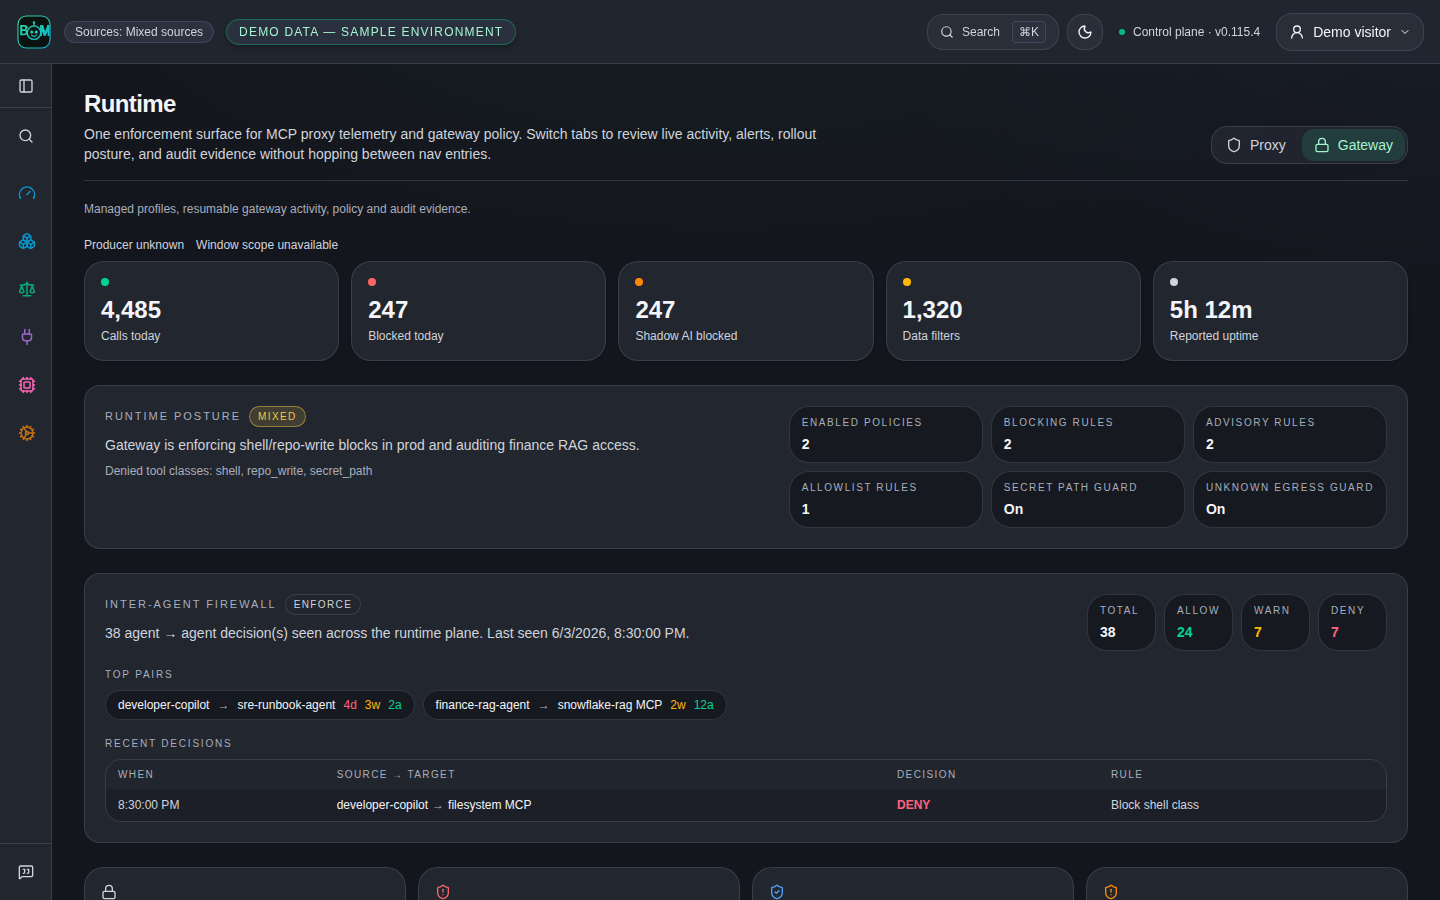 BOM
Sources: Mixed sources
DEMO DATA — SAMPLE ENVIRONMENT
Search ⌘K
Control plane · v0.115.4
Demo visitor
Runtime
One enforcement surface for MCP proxy telemetry and gateway policy. Switch tabs to review live activity, alerts, rollout
posture, and audit evidence without hopping between nav entries.
Proxy
Gateway
Managed profiles, resumable gateway activity, policy and audit evidence.
Producer unknown Window scope unavailable
4,485
Calls today
247
Blocked today
247
Shadow AI blocked
1,320
Data filters
5h 12m
Reported uptime
RUNTIME POSTURE MIXED
Gateway is enforcing shell/repo-write blocks in prod and auditing finance RAG access.
Denied tool classes: shell, repo_write, secret_path
ENABLED POLICIES
2
BLOCKING RULES
2
ADVISORY RULES
2
ALLOWLIST RULES
1
SECRET PATH GUARD
On
UNKNOWN EGRESS GUARD
On
INTER-AGENT FIREWALL ENFORCE
38 agent → agent decision(s) seen across the runtime plane. Last seen 6/3/2026, 8:30:00 PM.
TOTAL
38
ALLOW
24
WARN
7
DENY
7
TOP PAIRS
developer-copilot → sre-runbook-agent 4d 3w 2a
finance-rag-agent → snowflake-rag MCP 2w 12a
RECENT DECISIONS
WHEN SOURCE → TARGET DECISION RULE
8:30:00 PM developer-copilot → filesystem MCP DENY Block shell class